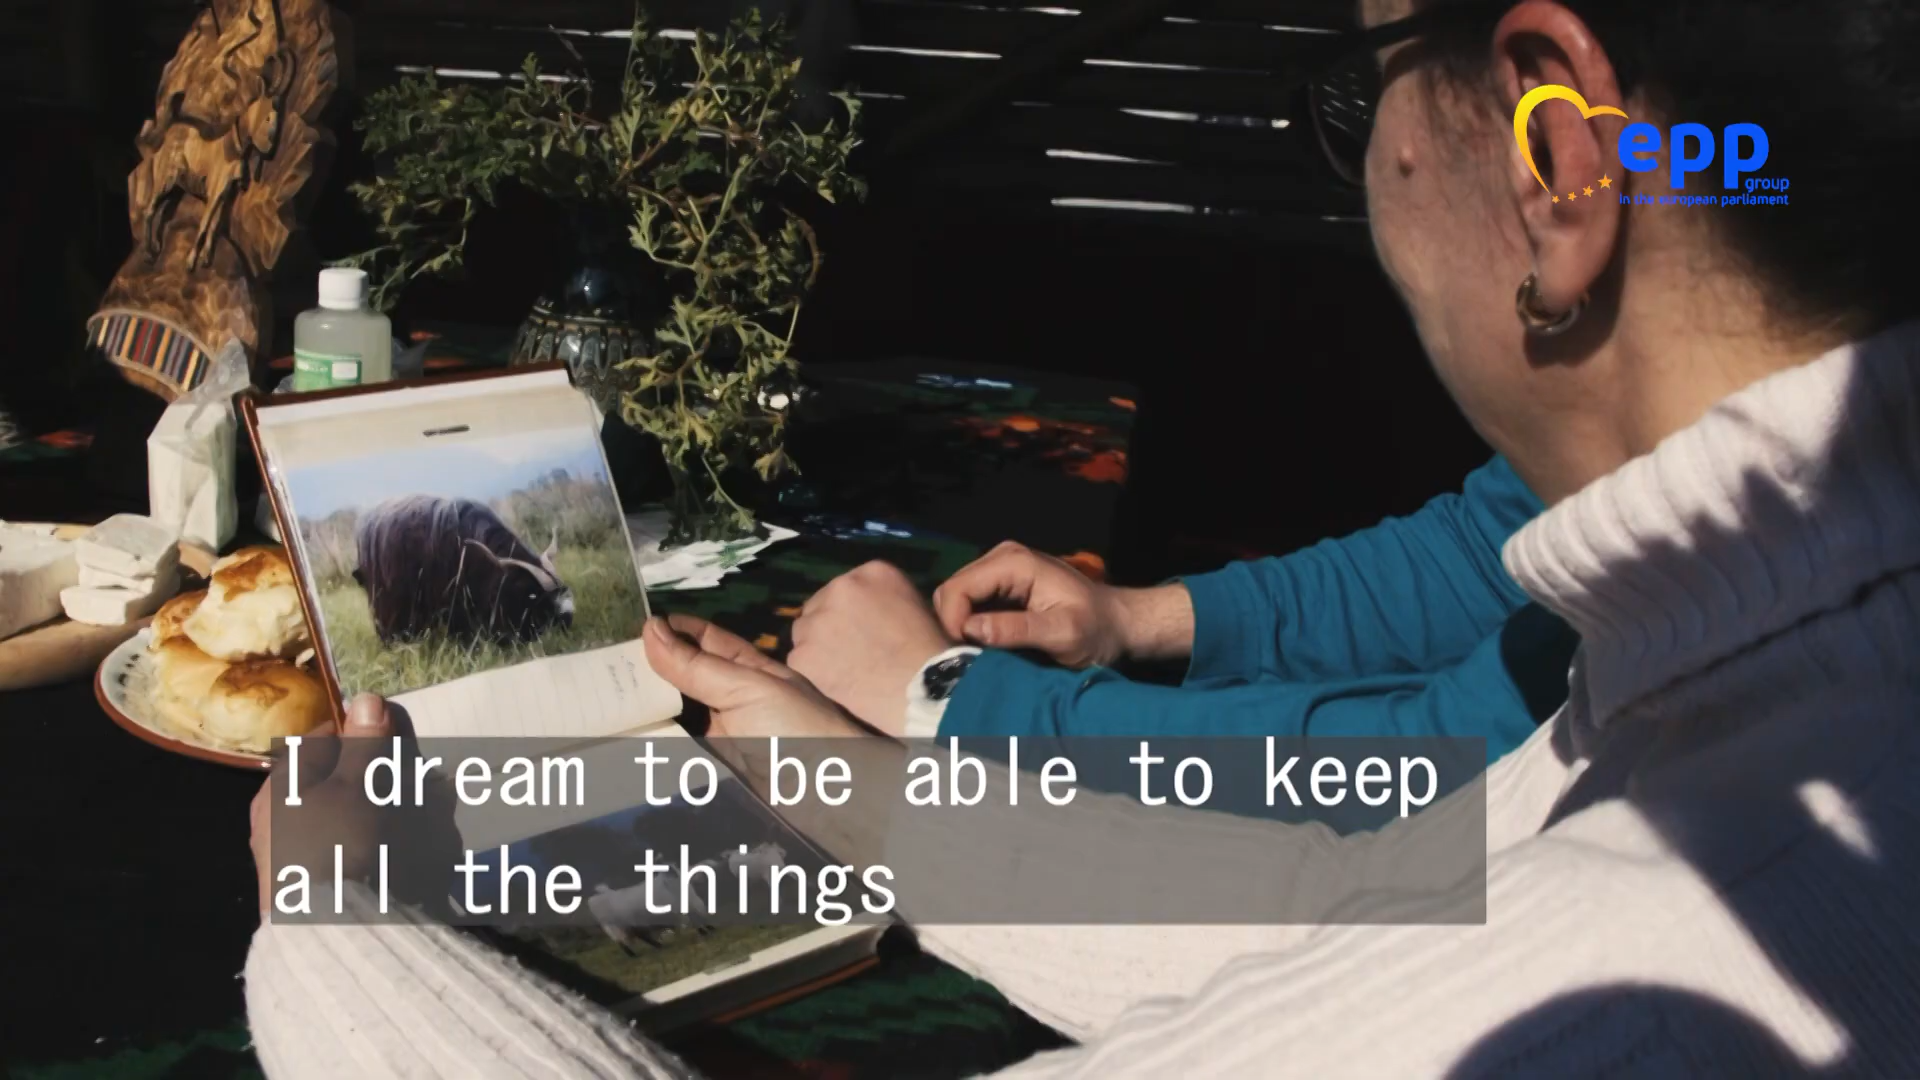 epp
group
in the european parliament
I dream to be able to keep
all the things